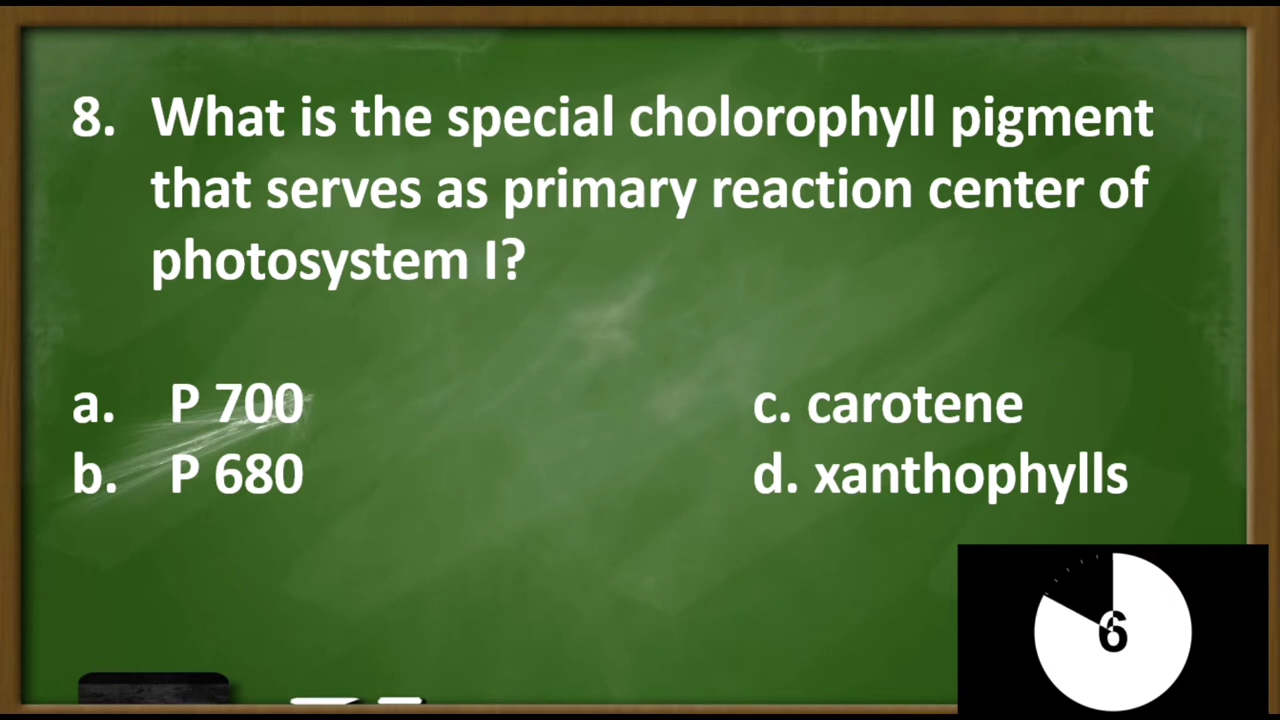 8. What is the special cholorophyll pigment
that serves as primary reaction center of
photosystem I?
a. P 700
c. carotene
b. P 680
d. xanthophylls
6